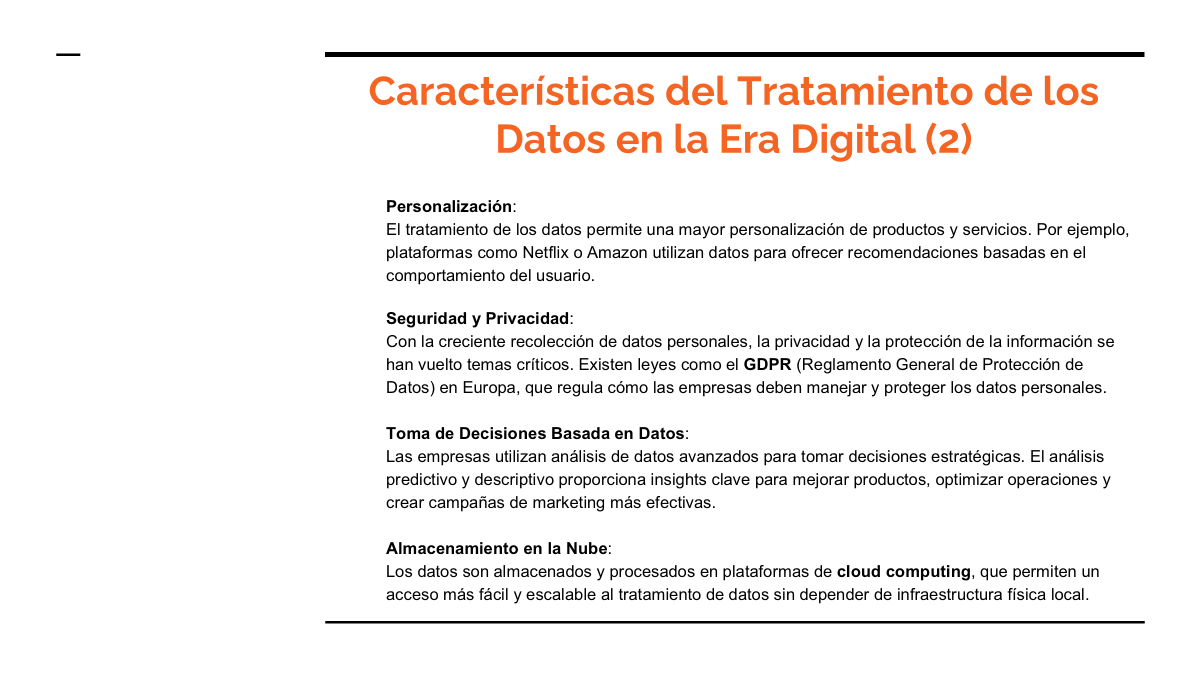 Características del Tratamiento de los
Datos en la Era Digital (2)
Personalización:
El tratamiento de los datos permite una mayor personalización de productos y servicios. Por ejemplo,
plataformas como Netflix o Amazon utilizan datos para ofrecer recomendaciones basadas en el
comportamiento del usuario.
Seguridad y Privacidad:
Con la creciente recolección de datos personales, la privacidad y la protección de la información se
han vuelto temas críticos. Existen leyes como el GDPR (Reglamento General de Protección de
Datos) en Europa, que regula cómo las empresas deben manejar y proteger los datos personales.
Toma de Decisiones Basada en Datos:
Las empresas utilizan análisis de datos avanzados para tomar decisiones estratégicas. El análisis
predictivo y descriptivo proporciona insights clave para mejorar productos, optimizar operaciones y
crear campañas de marketing más efectivas.
Almacenamiento en la Nube:
Los datos son almacenados y procesados en plataformas de cloud computing, que permiten un
acceso más fácil y escalable al tratamiento de datos sin depender de infraestructura física local.